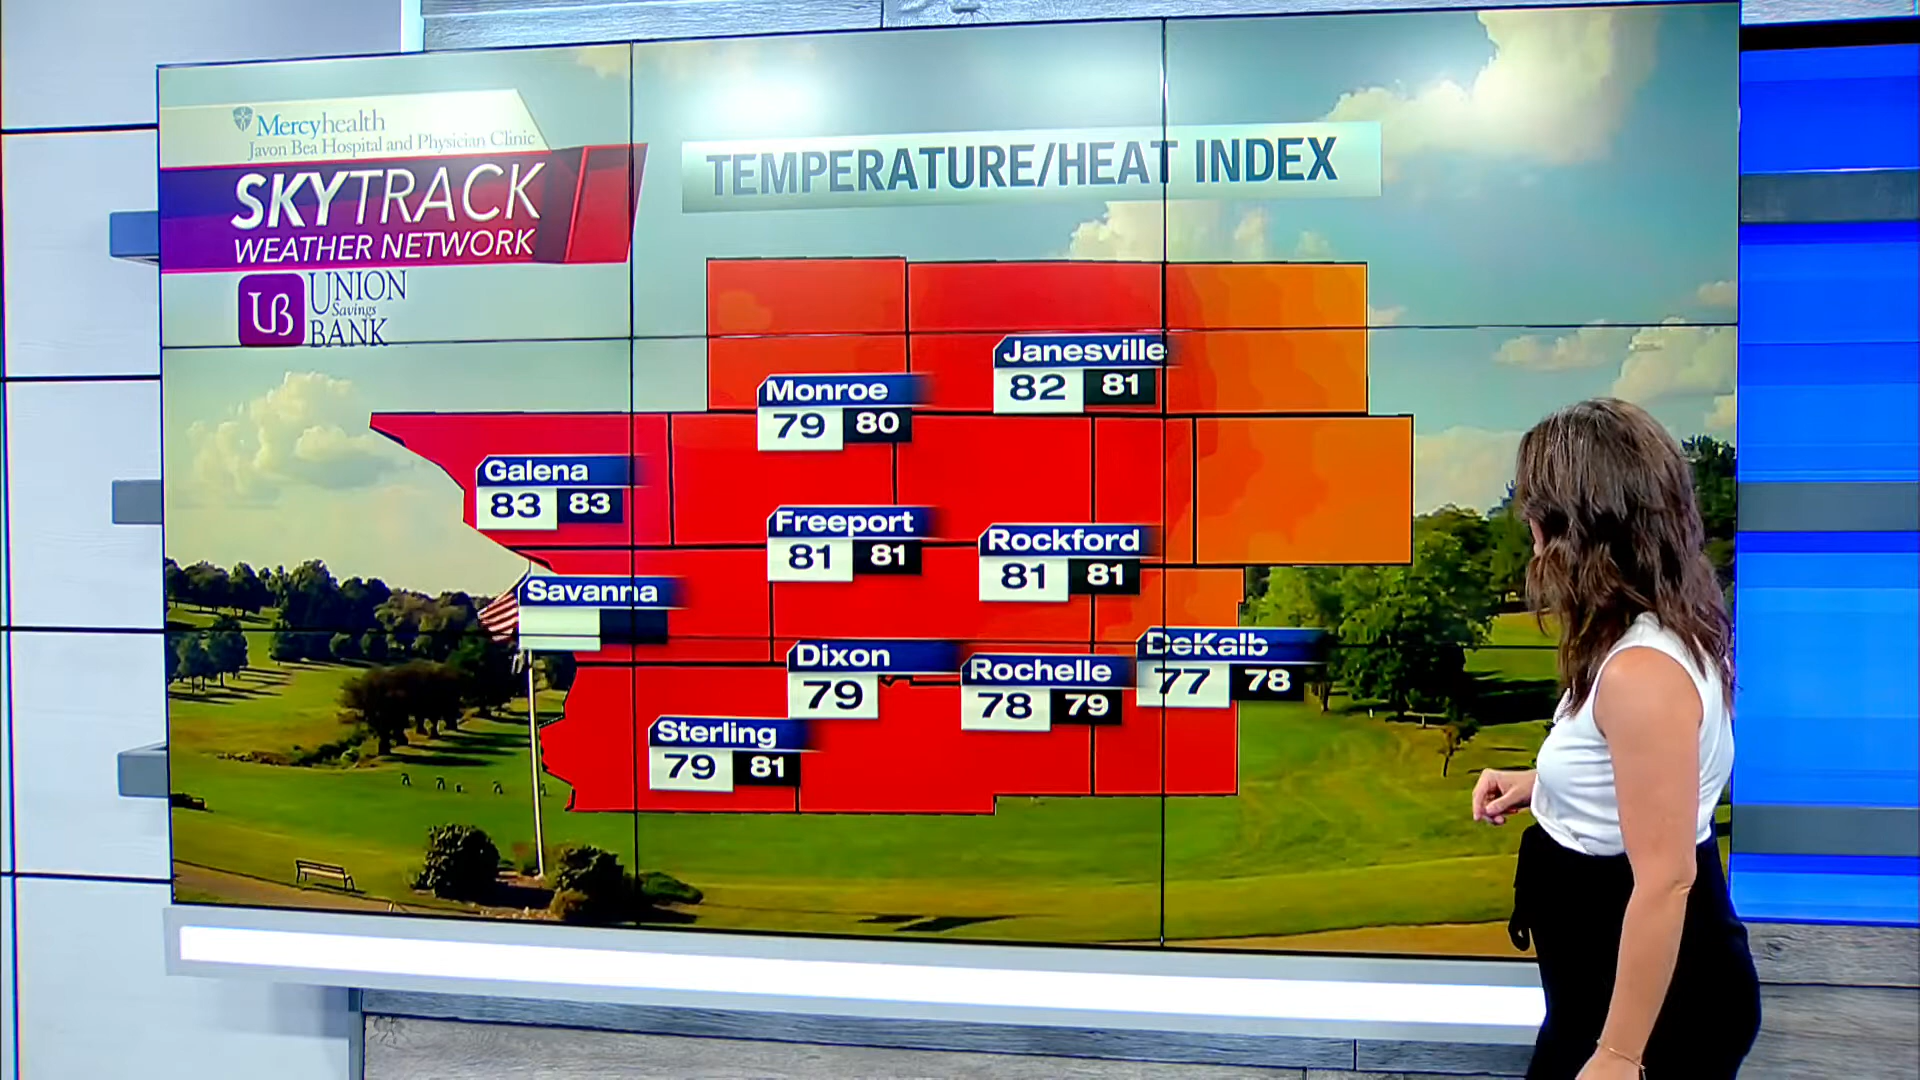 Mercyhealth
Javon Bea Hospital and Physician Clinic
SKYTRACK
WEATHER NETWORK
UB
UNION
Savings
BANK
TEMPERATURE/HEAT INDEX
Janesville
82 81
Monroe
79 80
Galena
83 83
Freeport
81 81
Rockford
81 81
Savanna
Dixon
79
Rochelle
78 79
DeKalb
77 78
Sterling
79 81